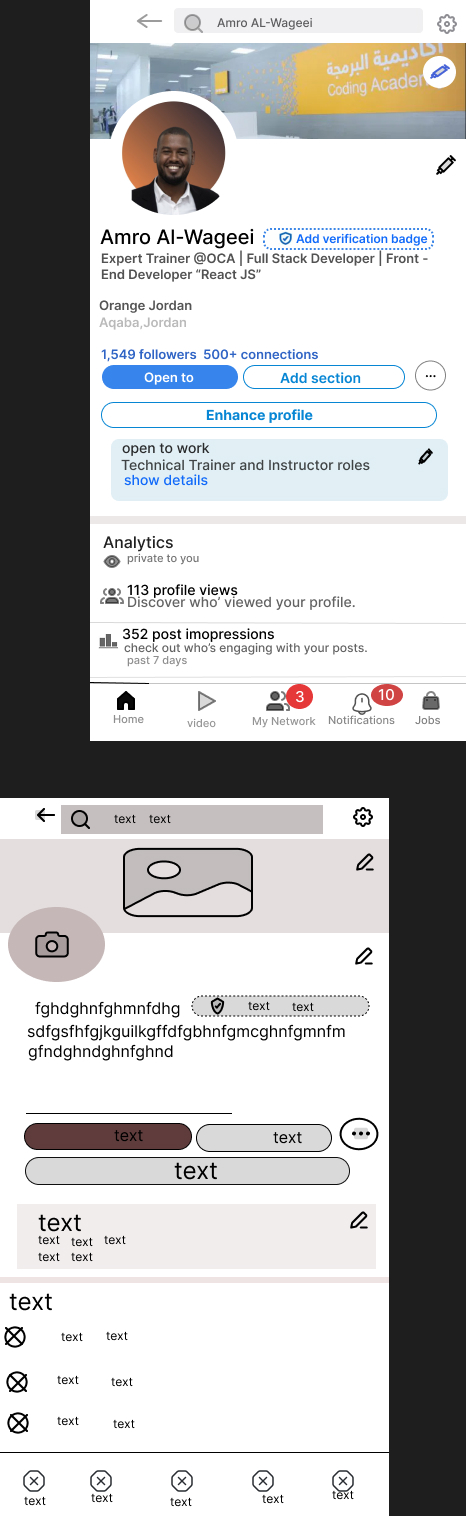 Amro AL-Wageei
أكاديمية البرمجة
Coding Academ
Amro Al-Wageei
Add verification badge
Expert Trainer @OCA | Full Stack Developer | Front -
End Developer “React JS”
Orange Jordan
Aqaba,Jordan
1,549 followers 500+ connections
Open to
Add section
...
Enhance profile
open to work
Technical Trainer and Instructor roles
show details
Analytics
private to you
113 profile views
Discover who’ viewed your profile.
352 post imopressions
check out who’s engaging with your posts.
past 7 days
3
10
Home
video
My Network
Notifications
Jobs
text text
fghdghnfghmnfdhg
text text
sdfgsfhfgjkguilkgffdfgbhnfgmcghnfgmnfm
gfndghndghnfghnd
text
text
text
text
text text text
text text
text
text text
text text
text text
text text text text text